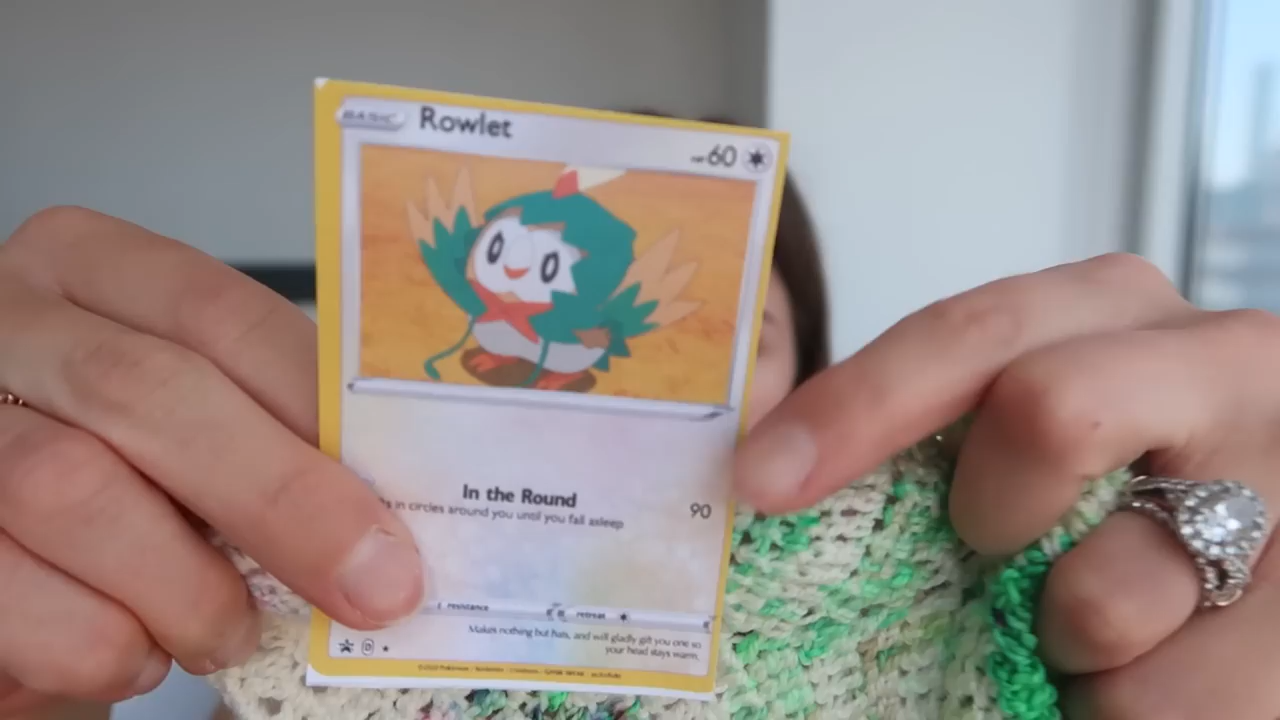 BASIC Rowlet
60
In the Round
in circles around you until you fall asleep 90
resistance retreat
Makes nothing but hats, and will gladly gift you one so
your head stays warm.
D